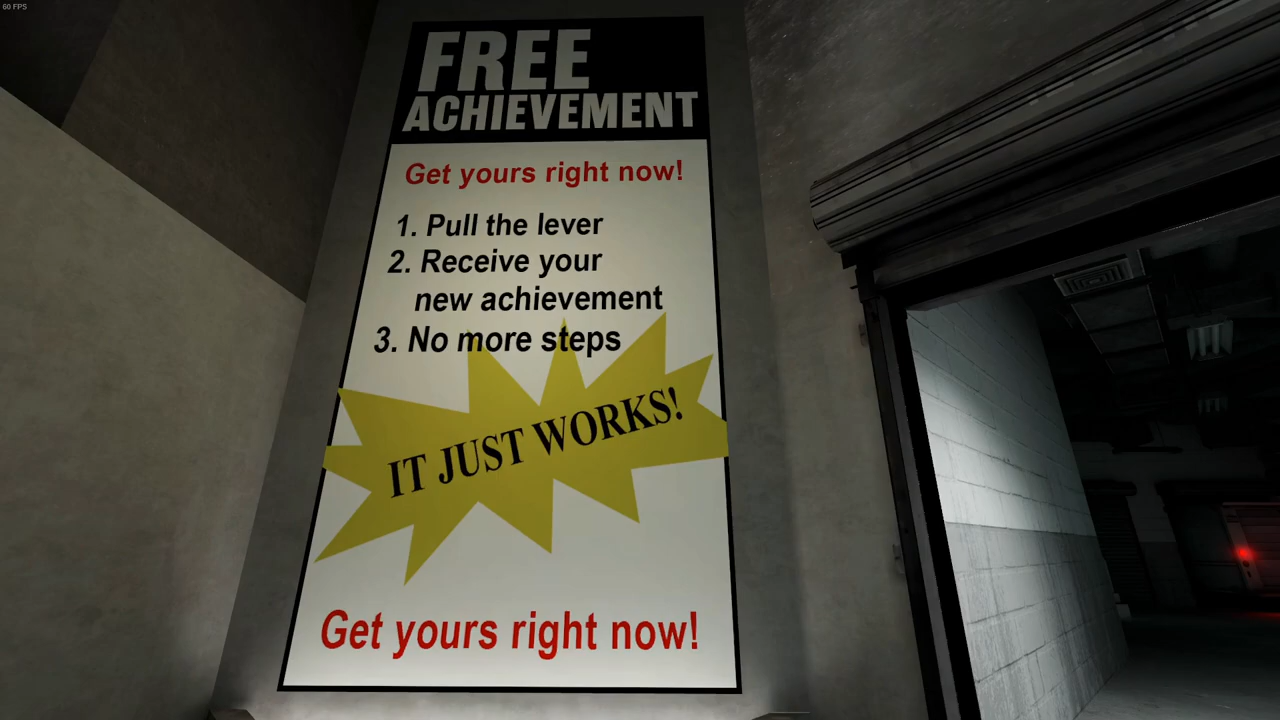 60 FPS
FREE
ACHIEVEMENT
Get yours right now!
1. Pull the lever
2. Receive your
new achievement
3. No more steps
IT JUST WORKS!
Get yours right now!